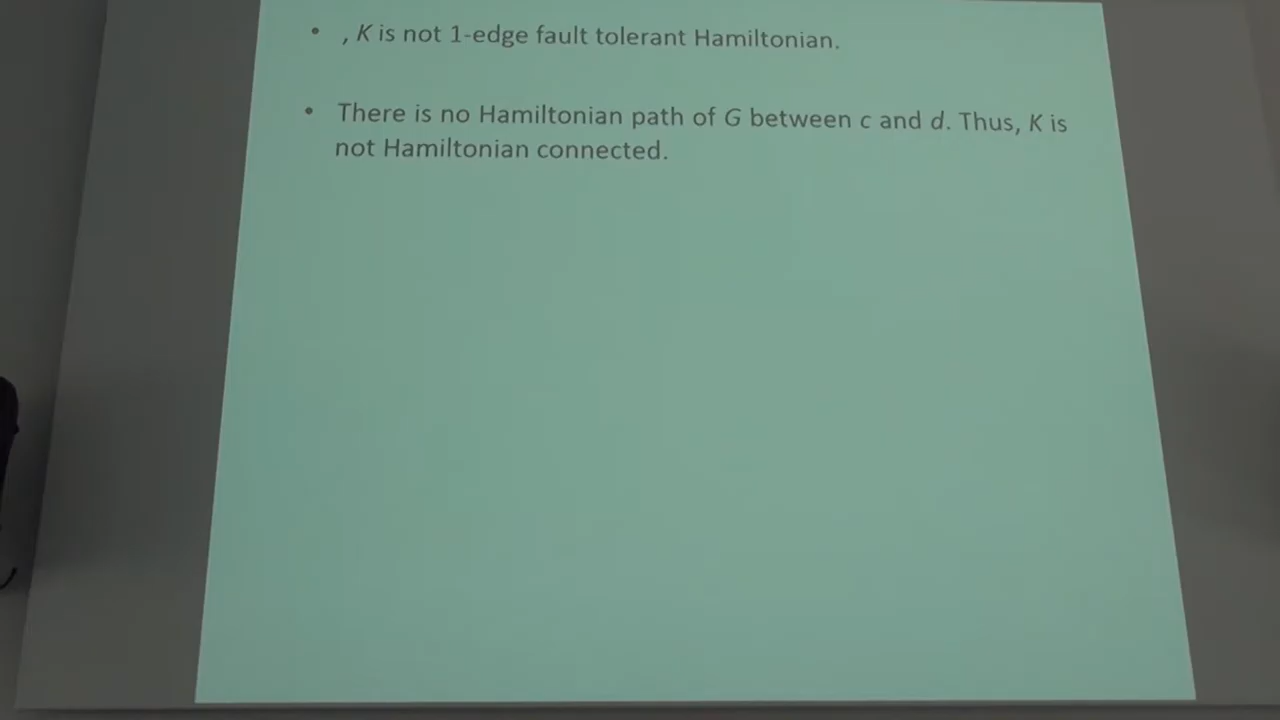 • , K is not 1-edge fault tolerant Hamiltonian.
• There is no Hamiltonian path of G between c and d. Thus, K is
not Hamiltonian connected.